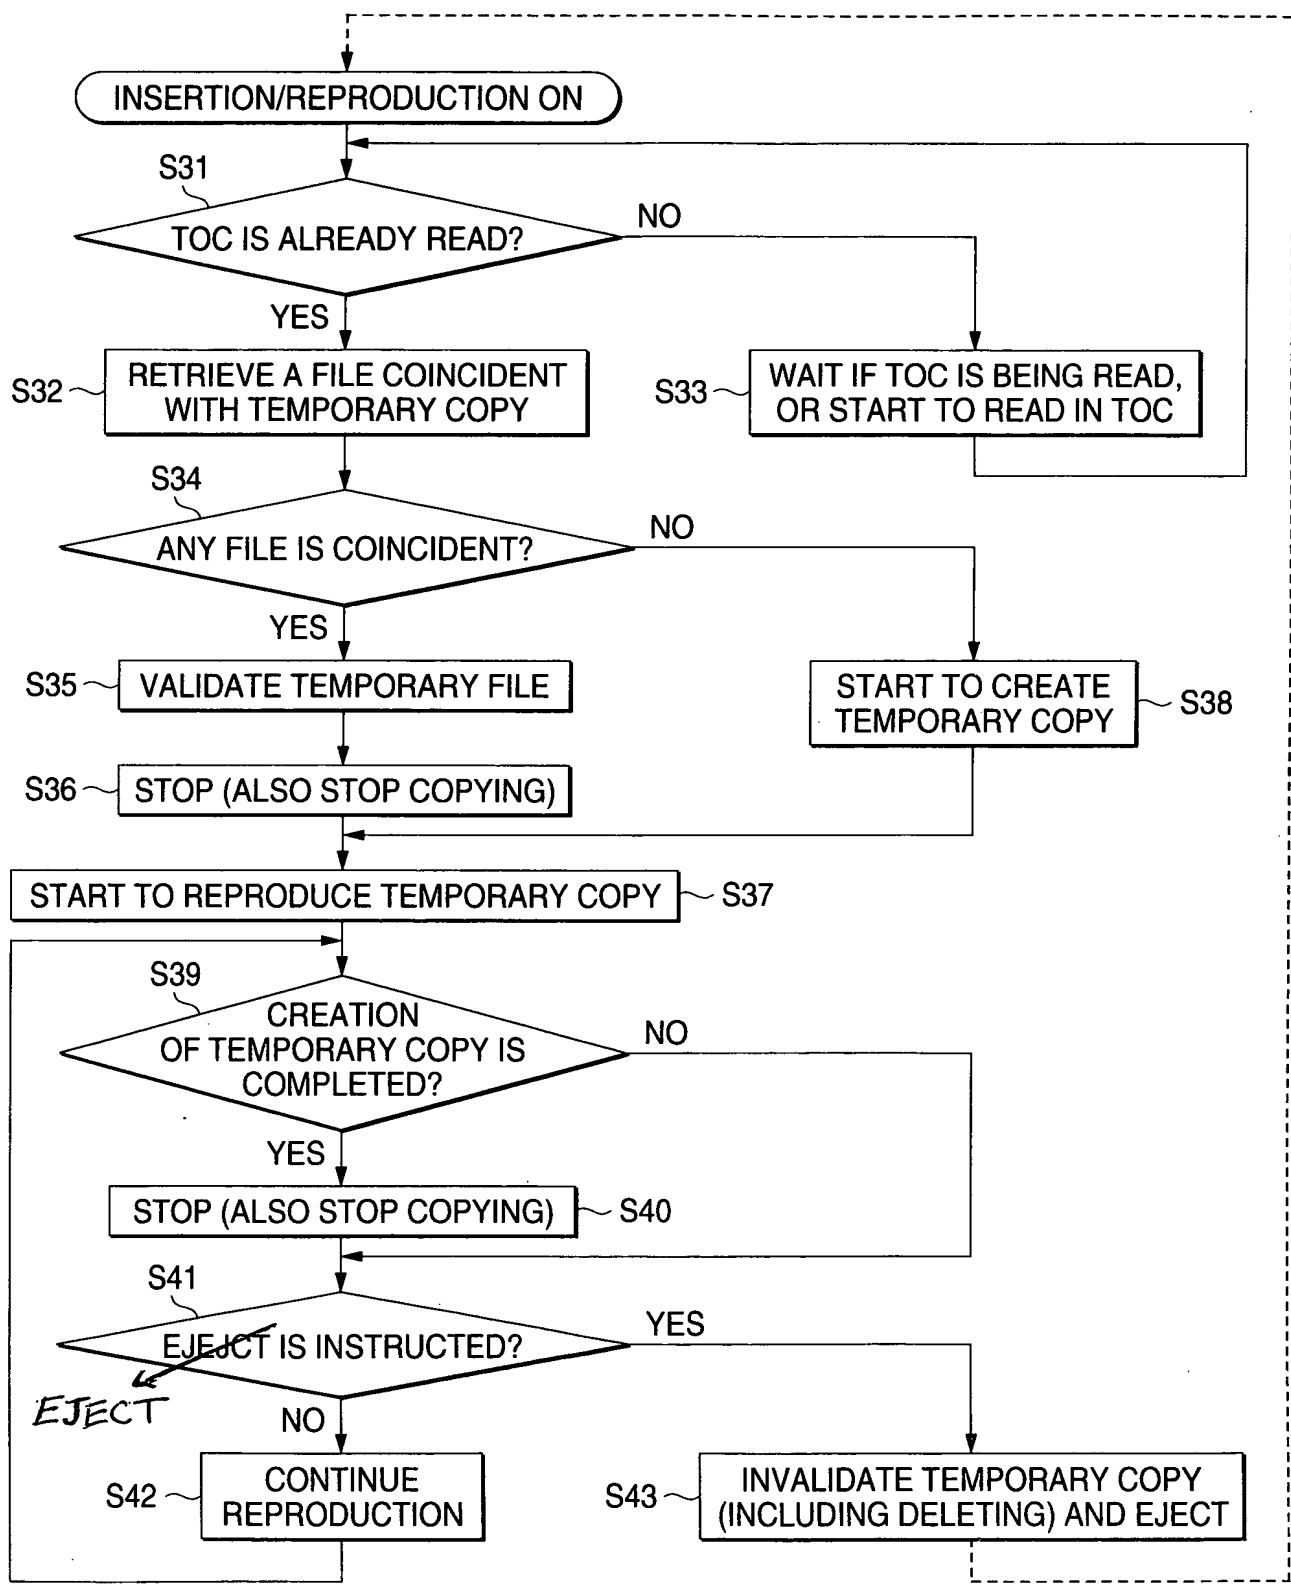 INSERTION/REPRODUCTION ON
S31
TOC IS ALREADY READ?
NO
YES
S32
RETRIEVE A FILE COINCIDENT
WITH TEMPORARY COPY
S33
WAIT IF TOC IS BEING READ,
OR START TO READ IN TOC
S34
ANY FILE IS COINCIDENT?
NO
YES
S35
VALIDATE TEMPORARY FILE
START TO CREATE
TEMPORARY COPY
S38
S36
STOP (ALSO STOP COPYING)
START TO REPRODUCE TEMPORARY COPY
S37
S39
CREATION
OF TEMPORARY COPY IS
COMPLETED?
NO
YES
STOP (ALSO STOP COPYING)
S40
S41
EJEJCT IS INSTRUCTED?
YES
EJECT
NO
S42
CONTINUE
REPRODUCTION
S43
INVALIDATE TEMPORARY COPY
(INCLUDING DELETING) AND EJECT